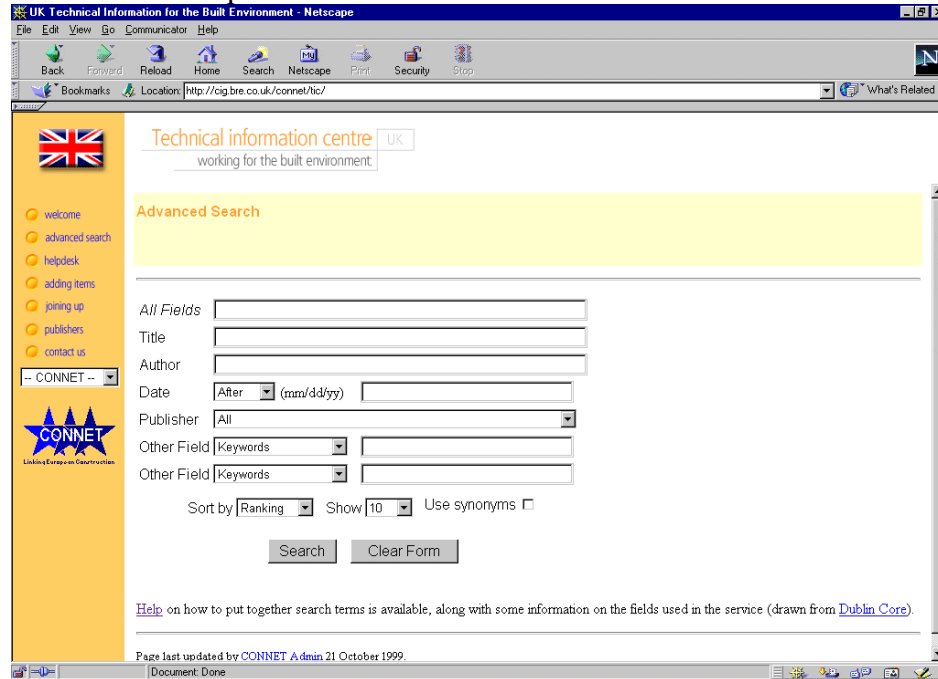 UK Technical Information for the Built Environment - Netscape
File Edit View Go Communicator Help
Back Forward Reload Home Search Netscape Print Security Stop
Bookmarks Location: http://cig.bre.co.uk/connet/tic/ What's Related
Technical information centre UK
working for the built environment
welcome
advanced search
helpdesk
adding items
joining up
publishers
contact us
-- CONNET --
CONNET
Linking European Construction
Advanced Search
All Fields
Title
Author
Date After (mm/dd/yy)
Publisher All
Other Field Keywords
Other Field Keywords
Sort by Ranking Show 10 Use synonyms
Search Clear Form
Help on how to put together search terms is available, along with some information on the fields used in the service (drawn from Dublin Core).
Page last updated by CONNET Admin 21 October 1999.
Document: Done